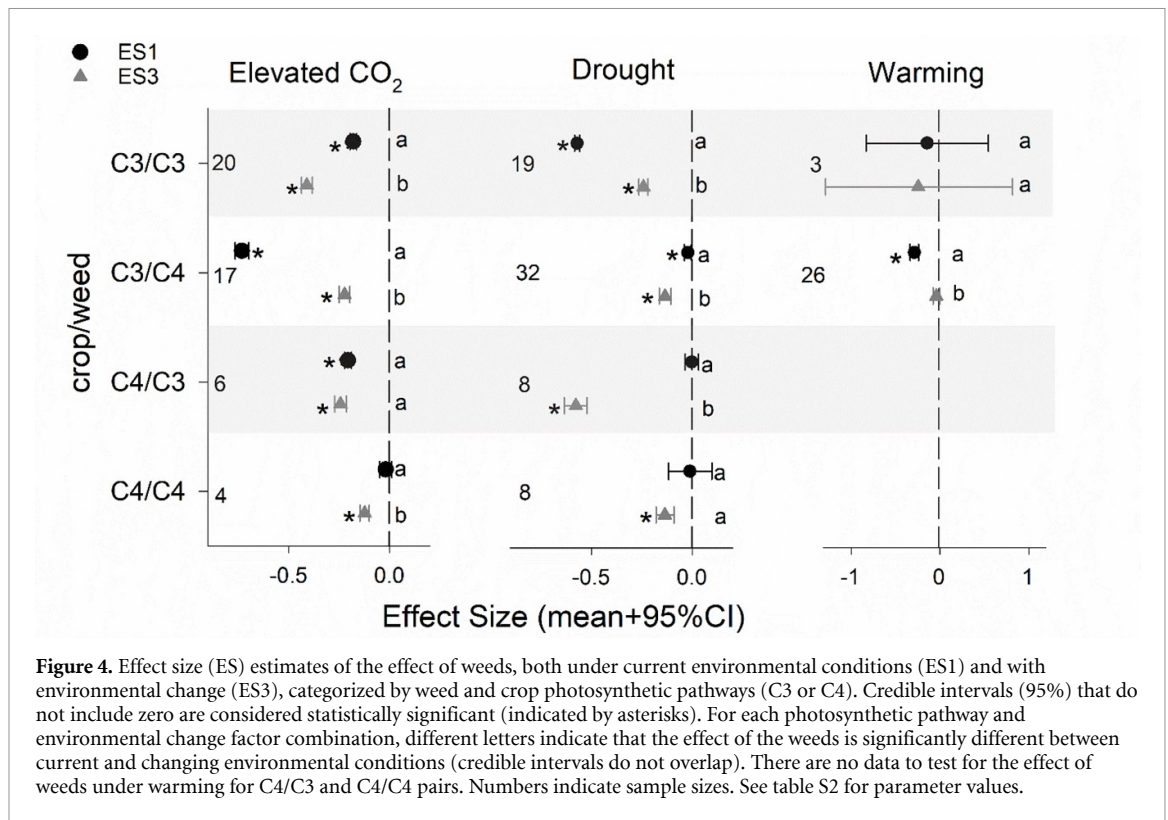 ES1
ES3
Elevated CO2 Drought Warming
C3/C3 20 * a 19 * a 3 a
* b * b a
C3/C4 17 * a 32 * a 26 * a
* b * b b
C4/C3 6 * a 8 a
* a * b
C4/C4 4 a 8 a
* b * a
crop/weed
-0.5 0.0 -0.5 0.0 -1 0 1
Effect Size (mean+95%CI)
Figure 4. Effect size (ES) estimates of the effect of weeds, both under current environmental conditions (ES1) and with
environmental change (ES3), categorized by weed and crop photosynthetic pathways (C3 or C4). Credible intervals (95%) that do
not include zero are considered statistically significant (indicated by asterisks). For each photosynthetic pathway and
environmental change factor combination, different letters indicate that the effect of the weeds is significantly different between
current and changing environmental conditions (credible intervals do not overlap). There are no data to test for the effect of
weeds under warming for C4/C3 and C4/C4 pairs. Numbers indicate sample sizes. See table S2 for parameter values.